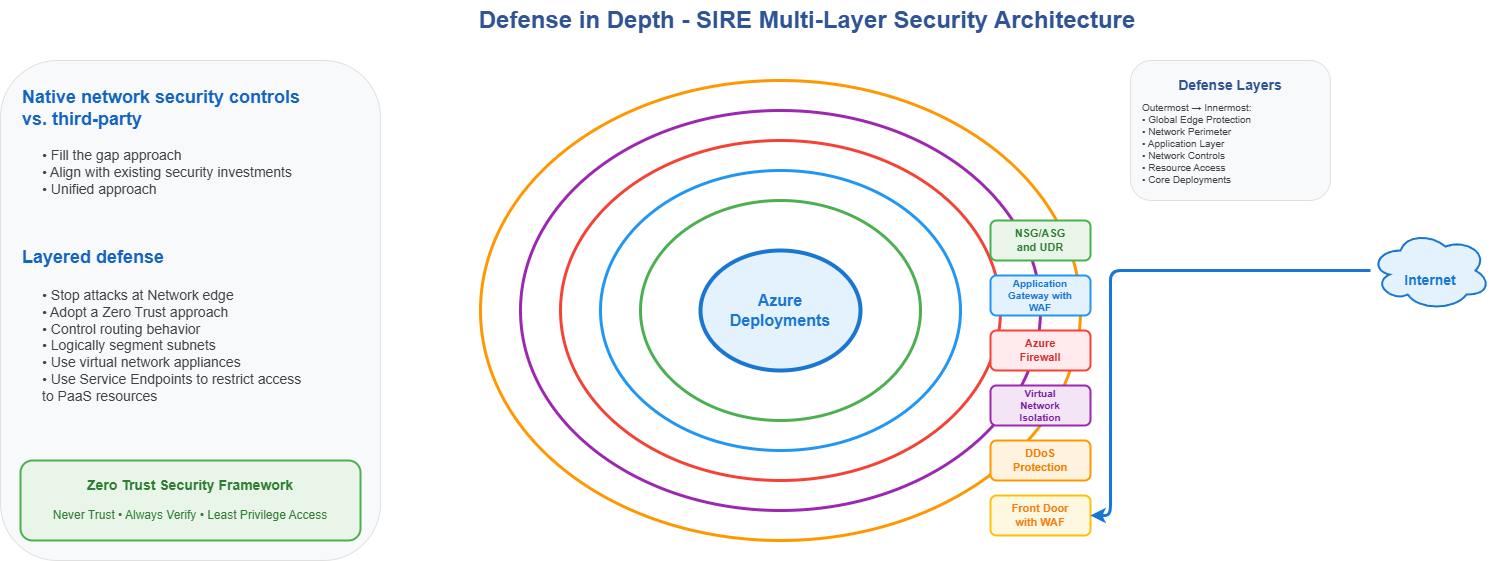 Defense in Depth - SIRE Multi-Layer Security Architecture
Native network security controls
vs. third-party
• Fill the gap approach
• Align with existing security investments
• Unified approach
Layered defense
• Stop attacks at Network edge
• Adopt a Zero Trust approach
• Control routing behavior
• Logically segment subnets
• Use virtual network appliances
• Use Service Endpoints to restrict access
to PaaS resources
Zero Trust Security Framework
Never Trust • Always Verify • Least Privilege Access
Azure
Deployments
NSG/ASG
and UDR
Application
Gateway with
WAF
Azure
Firewall
Virtual
Network
Isolation
DDoS
Protection
Front Door
with WAF
Defense Layers
Outermost → Innermost:
• Global Edge Protection
• Network Perimeter
• Application Layer
• Network Controls
• Resource Access
• Core Deployments
Internet